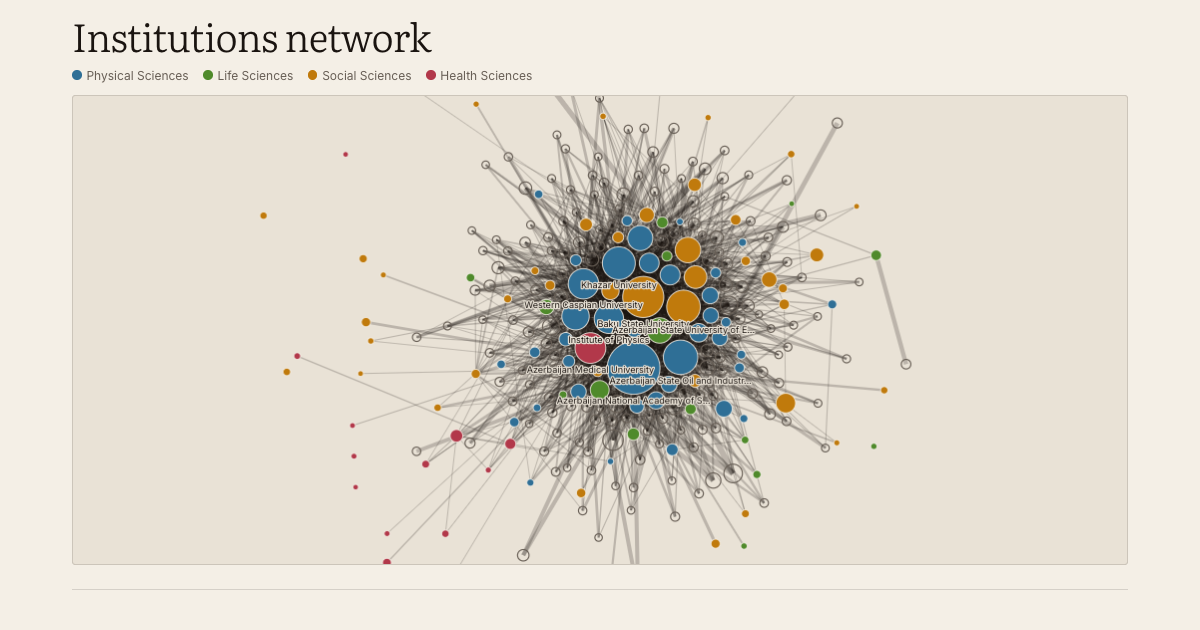 Institutions network
Physical Sciences
Life Sciences
Social Sciences
Health Sciences
Khazar University
Western Caspian University
Baku State University
Azerbaijan State University of E...
Institute of Physics
Azerbaijan Medical University
Azerbaijan State Oil and Industr...
Azerbaijan National Academy of S...